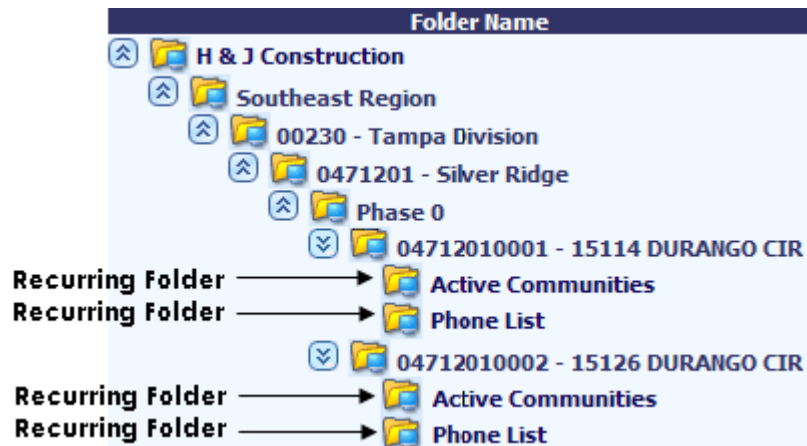 Folder Name
H & J Construction
Southeast Region
00230 - Tampa Division
0471201 - Silver Ridge
Phase 0
04712010001 - 15114 DURANGO CIR
Recurring Folder Active Communities
Recurring Folder Phone List
04712010002 - 15126 DURANGO CIR
Recurring Folder Active Communities
Recurring Folder Phone List